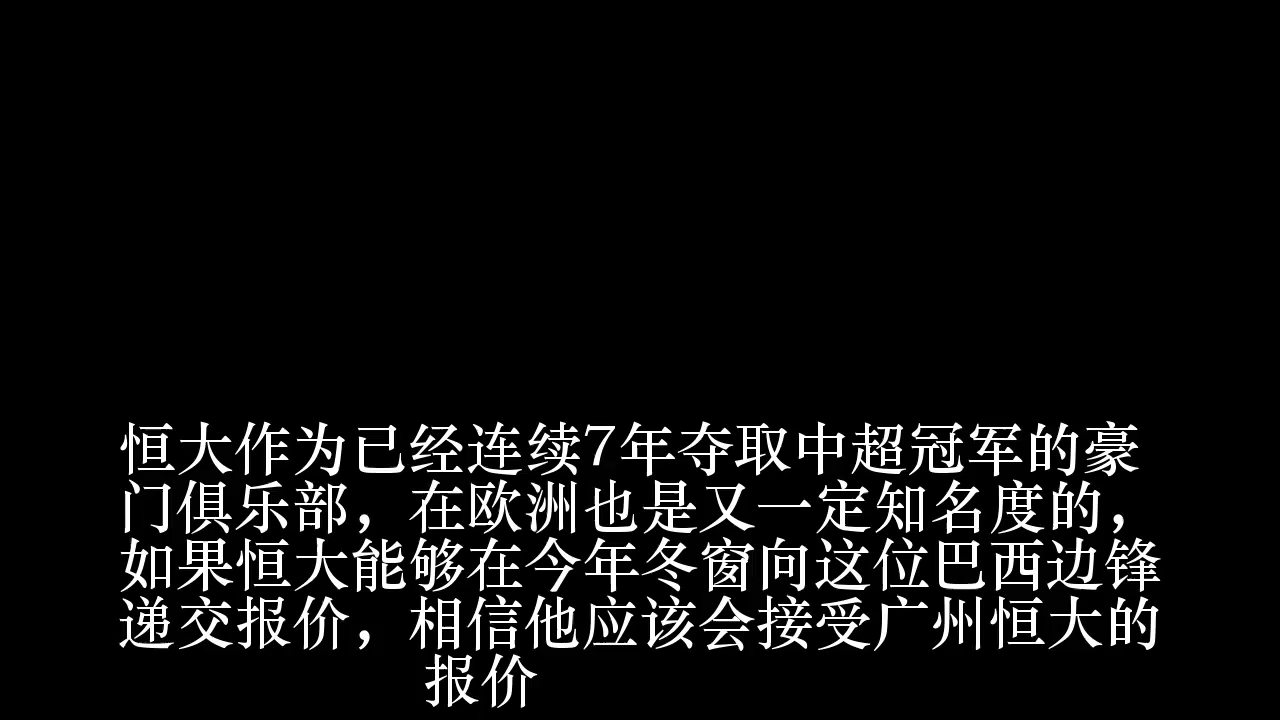 恒大作为已经连续7年夺取中超冠军的豪
门俱乐部，在欧洲也是又一定知名度的，
如果恒大能够在今年冬窗向这位巴西边锋
递交报价，相信他应该会接受广州恒大的
报价